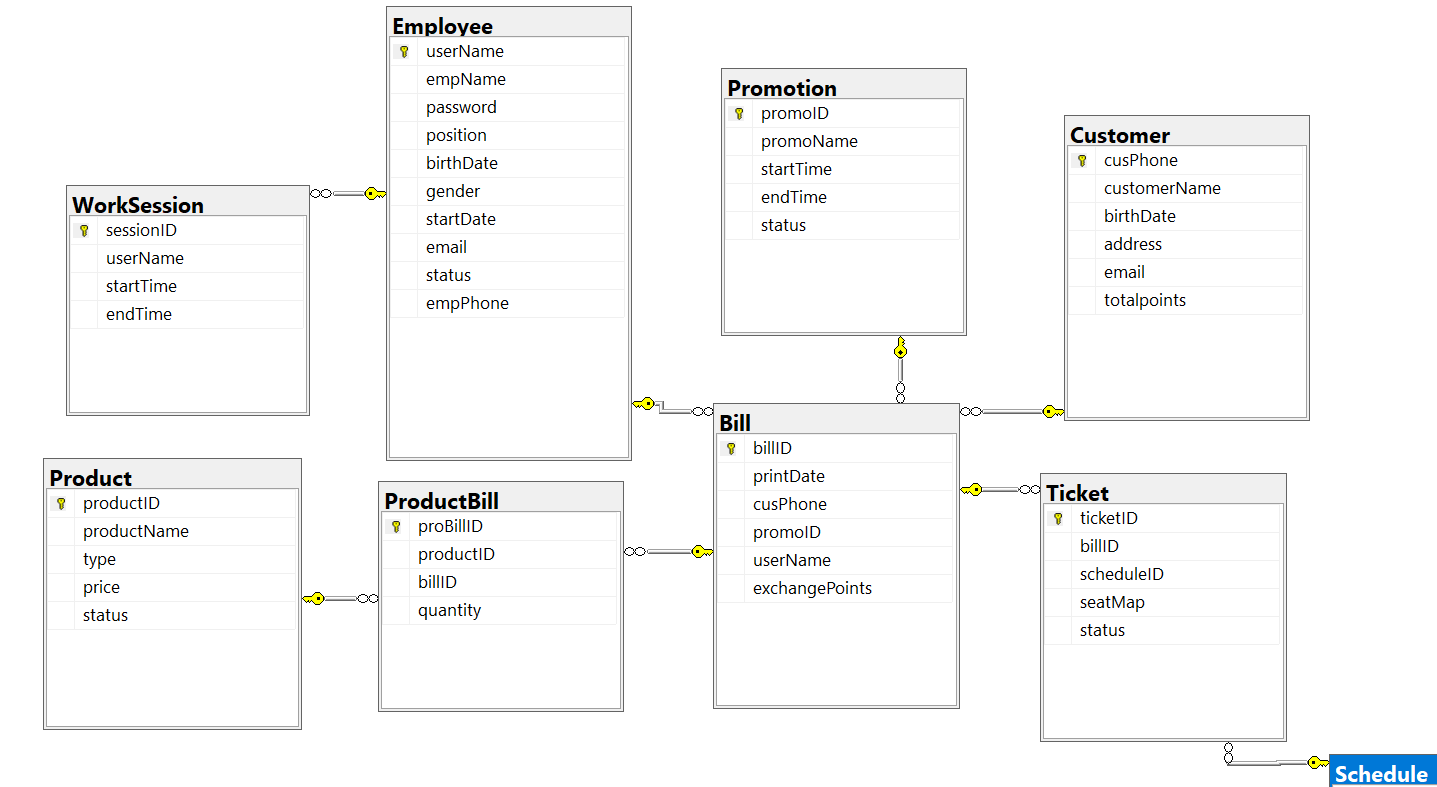 Employee
userName
empName
password
position
birthDate
gender
startDate
email
status
empPhone
Promotion
promoID
promoName
startTime
endTime
status
Customer
cusPhone
customerName
birthDate
address
email
totalpoints
WorkSession
sessionID
userName
startTime
endTime
Bill
billID
printDate
cusPhone
promoID
userName
exchangePoints
Product
productID
productName
type
price
status
ProductBill
proBillID
productID
billID
quantity
Ticket
ticketID
billID
scheduleID
seatMap
status
Schedule